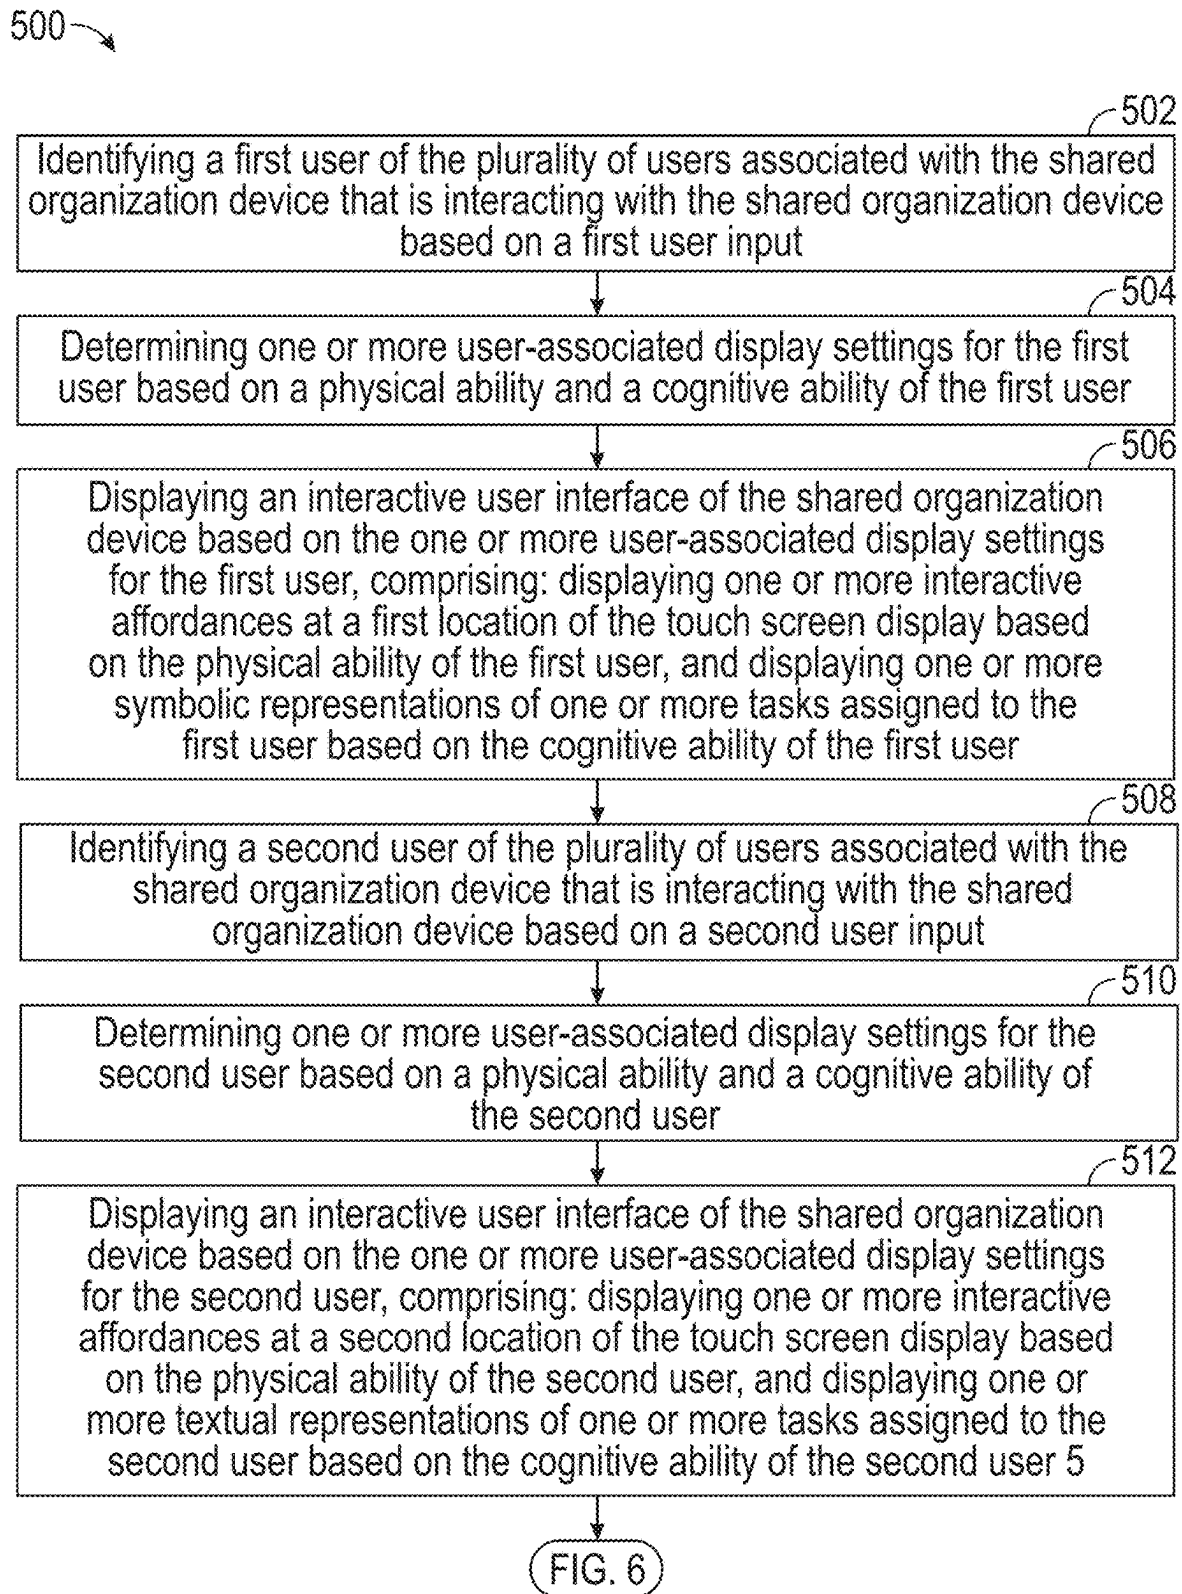 500
502
Identifying a first user of the plurality of users associated with the shared
organization device that is interacting with the shared organization device
based on a first user input
504
Determining one or more user-associated display settings for the first
user based on a physical ability and a cognitive ability of the first user
506
Displaying an interactive user interface of the shared organization
device based on the one or more user-associated display settings
for the first user, comprising: displaying one or more interactive
affordances at a first location of the touch screen display based
on the physical ability of the first user, and displaying one or more
symbolic representations of one or more tasks assigned to the
first user based on the cognitive ability of the first user
508
Identifying a second user of the plurality of users associated with the
shared organization device that is interacting with the shared
organization device based on a second user input
510
Determining one or more user-associated display settings for the
second user based on a physical ability and a cognitive ability of
the second user
512
Displaying an interactive user interface of the shared organization
device based on the one or more user-associated display settings
for the second user, comprising: displaying one or more interactive
affordances at a second location of the touch screen display based
on the physical ability of the second user, and displaying one or
more textual representations of one or more tasks assigned to the
second user based on the cognitive ability of the second user 5
FIG. 6